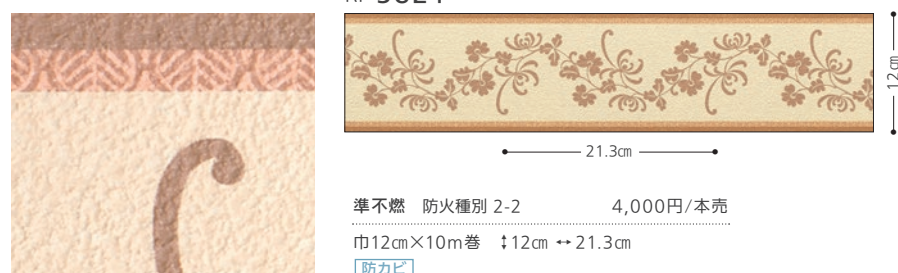 12㎝
21.3㎝
準不燃 防火種別 2-2 4,000円/本売
巾12㎝×10m巻 ↕12㎝ ↔21.3㎝
防カビ